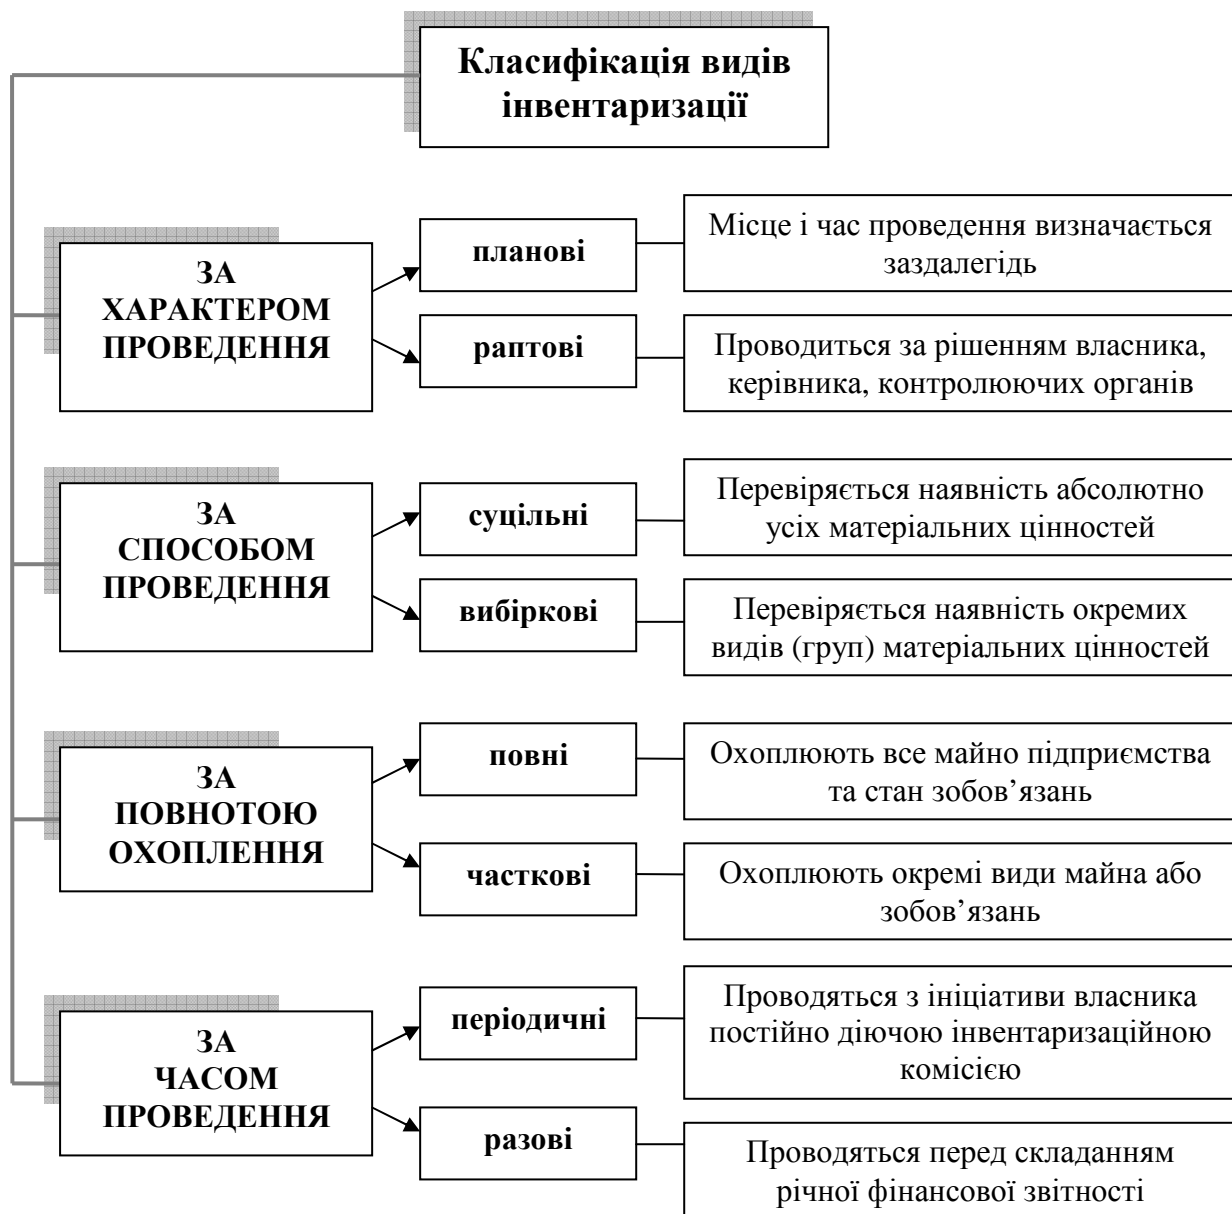 Класифікація видів
інвентаризації
ЗА
ХАРАКТЕРОМ
ПРОВЕДЕННЯ
планові
Місце і час проведення визначається
заздалегідь
раптові
Проводиться за рішенням власника,
керівника, контролюючих органів
ЗА
СПОСОБОМ
ПРОВЕДЕННЯ
суцільні
Перевіряється наявність абсолютно
усіх матеріальних цінностей
вибіркові
Перевіряється наявність окремих
видів (груп) матеріальних цінностей
ЗА
ПОВНОТОЮ
ОХОПЛЕННЯ
повні
Охоплюють все майно підприємства
та стан зобов’язань
часткові
Охоплюють окремі види майна або
зобов’язань
ЗА
ЧАСОМ
ПРОВЕДЕННЯ
періодичні
Проводяться з ініціативи власника
постійно діючою інвентаризаційною
комісією
разові
Проводяться перед складанням
річної фінансової звітності